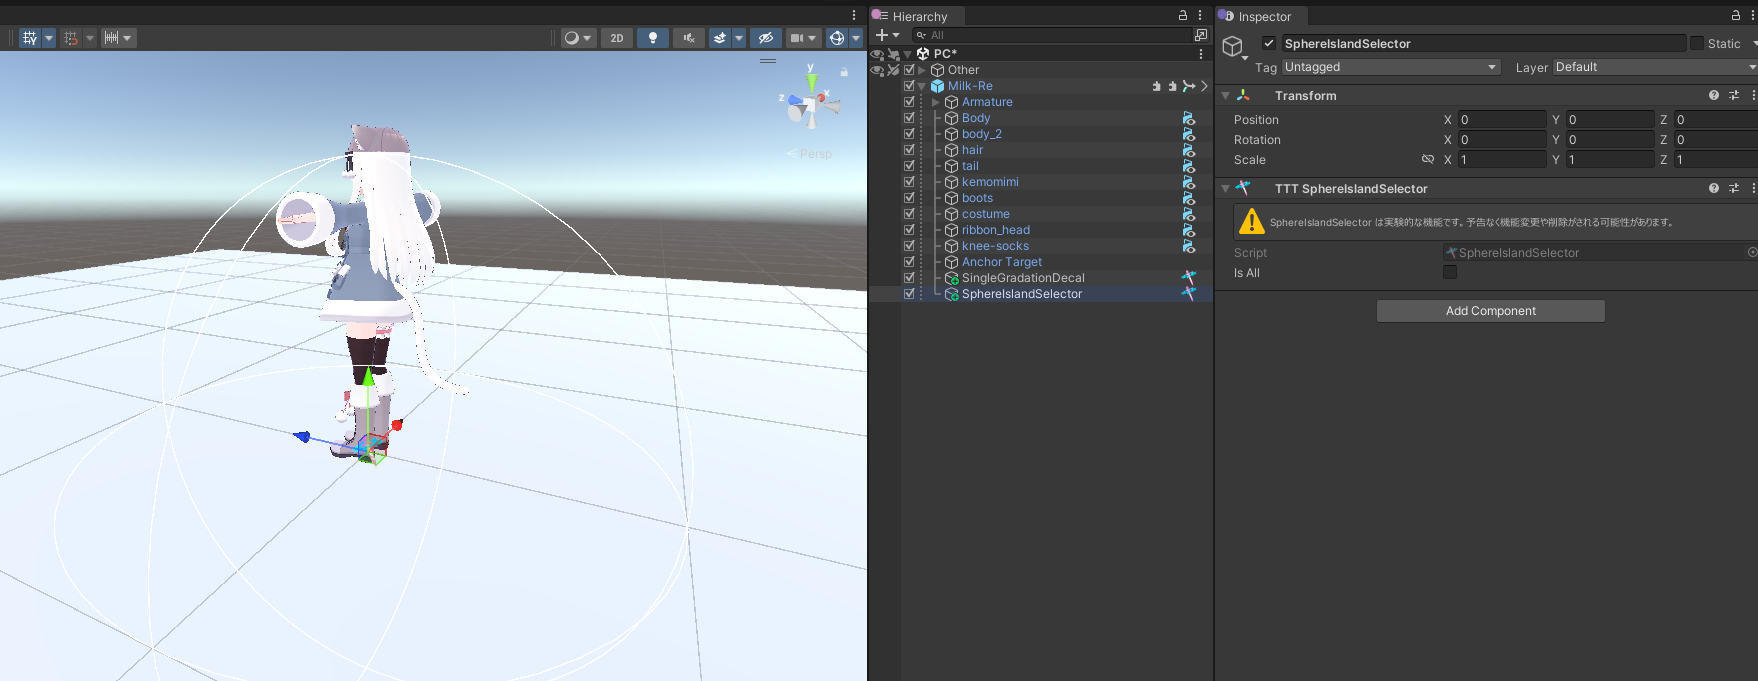 Hierarchy
Inspector
2D
All
PC*
Other
Milk-Re
Armature
Body
body_2
hair
tail
kemomimi
boots
costume
ribbon_head
knee-socks
Anchor Target
SingleGradationDecal
SphereIslandSelector
y
x
z
Persp
SphereIslandSelector
Static
Tag Untagged
Layer Default
Transform
Position X 0 Y 0 Z 0
Rotation X 0 Y 0 Z 0
Scale X 1 Y 1 Z 1
TTT SphereIslandSelector
SphereIslandSelector は実験的な機能です。予告なく機能変更や削除がされる可能性があります。
Script SphereIslandSelector
Is All
Add Component